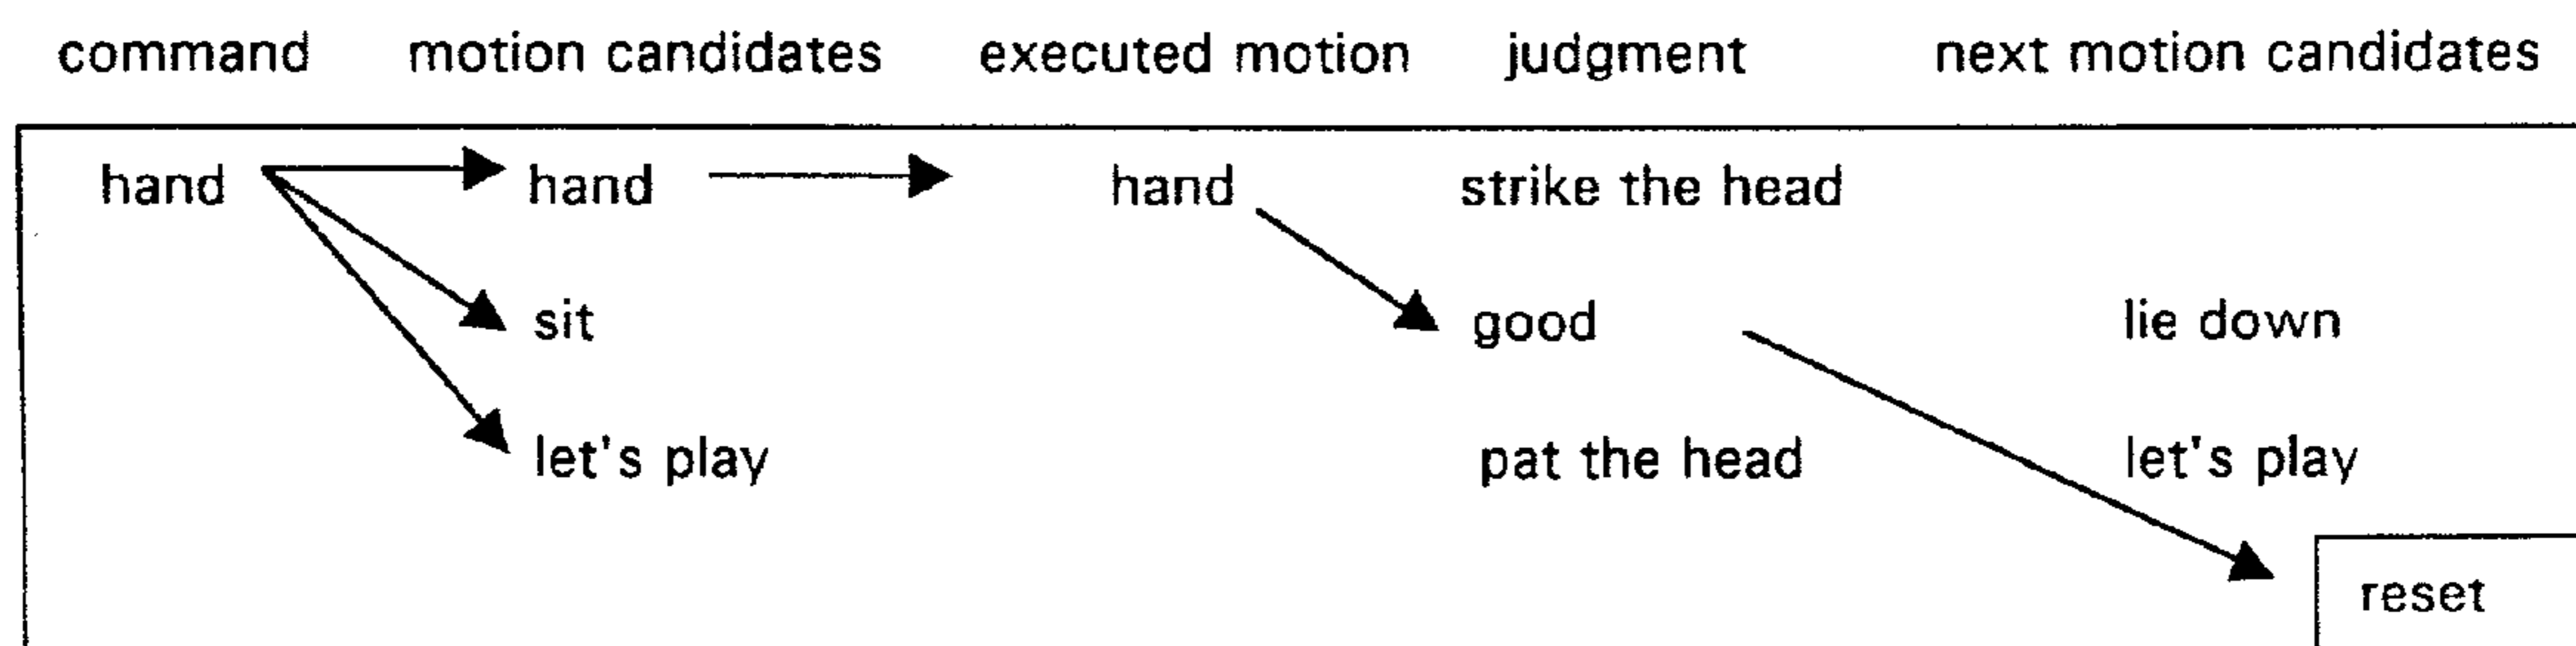 command motion candidates executed motion judgment next motion candidates
hand hand hand strike the head
sit good lie down
let's play pat the head let's play
reset